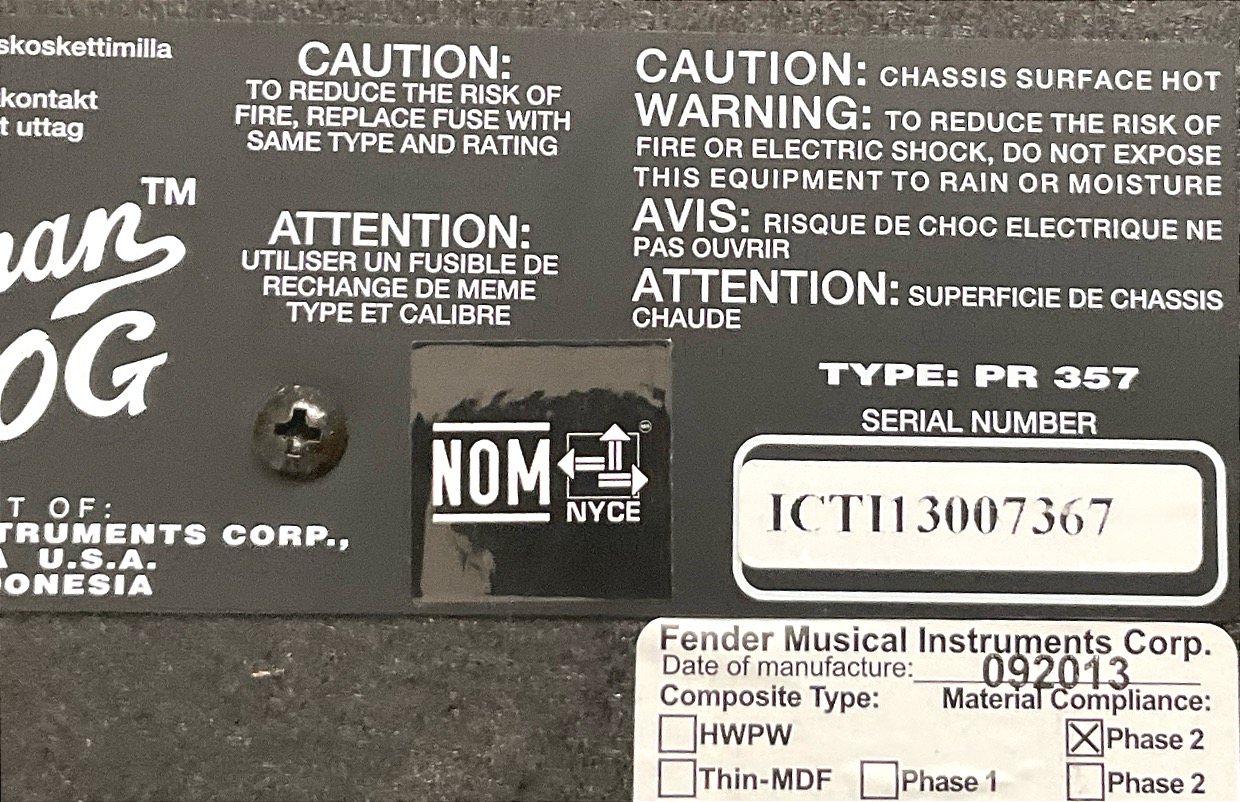 skoskettimilla
kontakt
t uttag
TM
man
OG
T OF:
TRUMENTS CORP.,
A U.S.A.
DONESIA
CAUTION:
TO REDUCE THE RISK OF
FIRE, REPLACE FUSE WITH
SAME TYPE AND RATING
ATTENTION:
UTILISER UN FUSIBLE DE
RECHANGE DE MEME
TYPE ET CALIBRE
NOM
NYCE
CAUTION: CHASSIS SURFACE HOT
WARNING: TO REDUCE THE RISK OF
FIRE OR ELECTRIC SHOCK, DO NOT EXPOSE
THIS EQUIPMENT TO RAIN OR MOISTURE
AVIS: RISQUE DE CHOC ELECTRIQUE NE
PAS OUVRIR
ATTENTION: SUPERFICIE DE CHASSIS
CHAUDE
TYPE: PR 357
SERIAL NUMBER
ICTI13007367
Fender Musical Instruments Corp.
Date of manufacture: 092013
Composite Type: Material Compliance:
HWPW Phase 2
Thin-MDF Phase 1 Phase 2